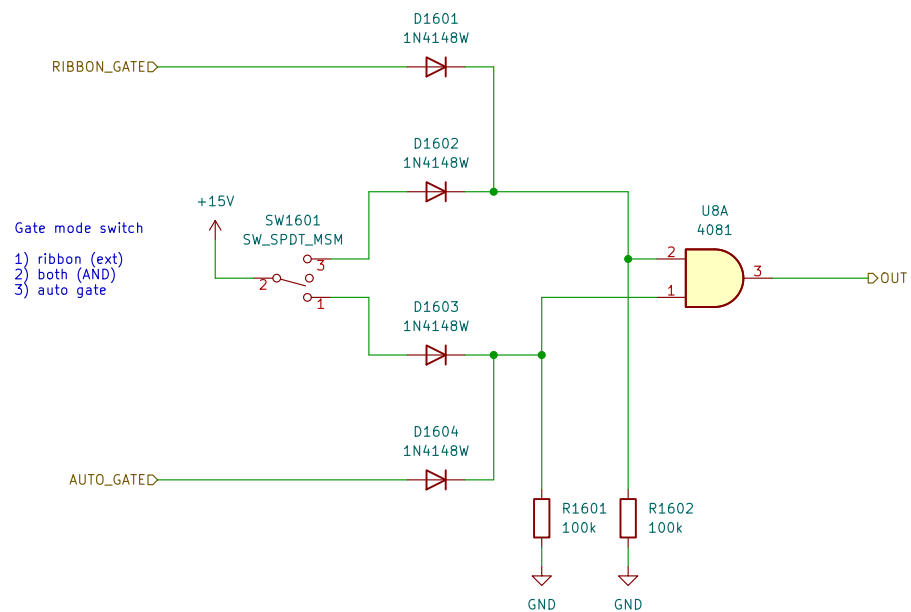 D1601
1N4148W
RIBBON_GATE
D1602
1N4148W
+15V
Gate mode switch
1) ribbon (ext)
2) both (AND)
3) auto gate
SW1601
SW_SPDT_MSM
3
2
1
U8A
4081
2
1
3
OUT
D1603
1N4148W
D1604
1N4148W
AUTO_GATE
R1601
100k
R1602
100k
GND
GND